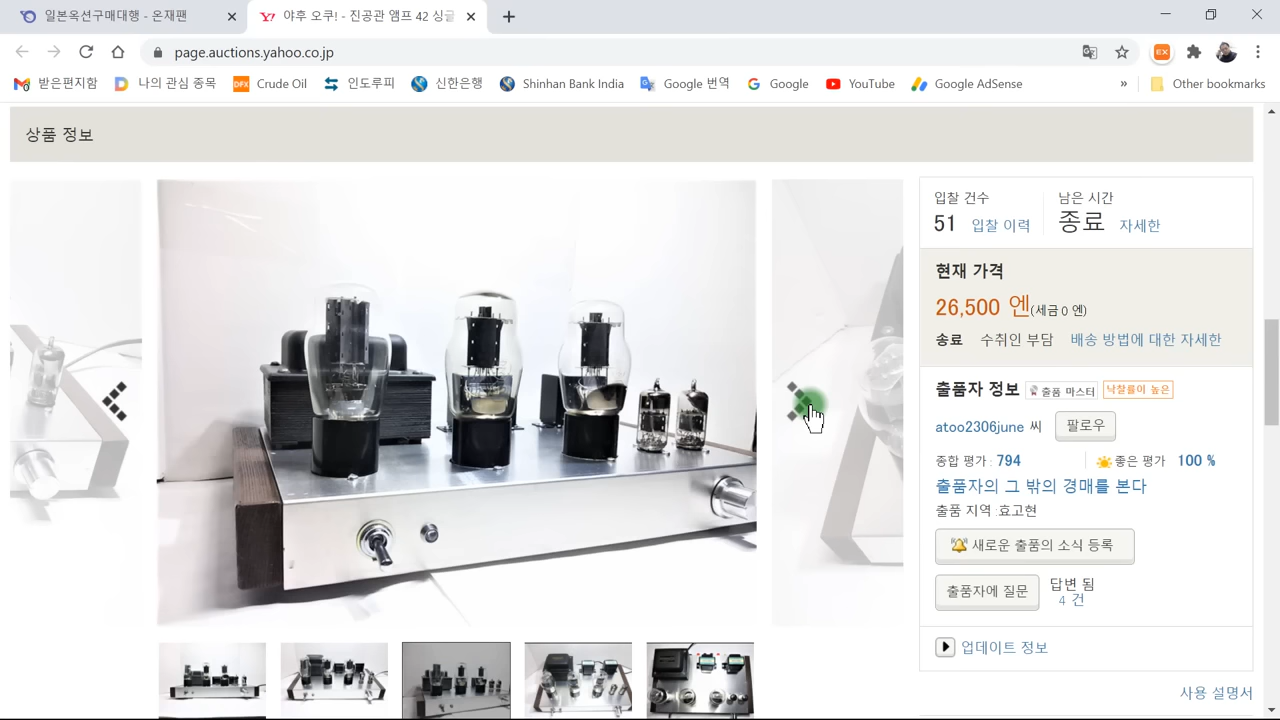 일본옥션구매대행 - 온재팬
야후 오쿠! - 진공관 앰프 42 싱글
page.auctions.yahoo.co.jp
받은편지함
나의 관심 종목
DFX
Crude Oil
인도루피
신한은행
Shinhan Bank India
Google 번역
Google
YouTube
Google AdSense
»
Other bookmarks
상품 정보
입찰 건수
51 입찰 이력
남은 시간
종료 자세한
현재 가격
26,500 엔(세금 0 엔)
송료 수취인 부담 배송 방법에 대한 자세한
출품자 정보 출품 마스터 낙찰률이 높은
atoo2306june 씨 팔로우
종합 평가 : 794 좋은 평가 100 %
출품자의 그 밖의 경매를 본다
출품 지역 :효고현
새로운 출품의 소식 등록
출품자에 질문 답변 됨
4 건
업데이트 정보
사용 설명서